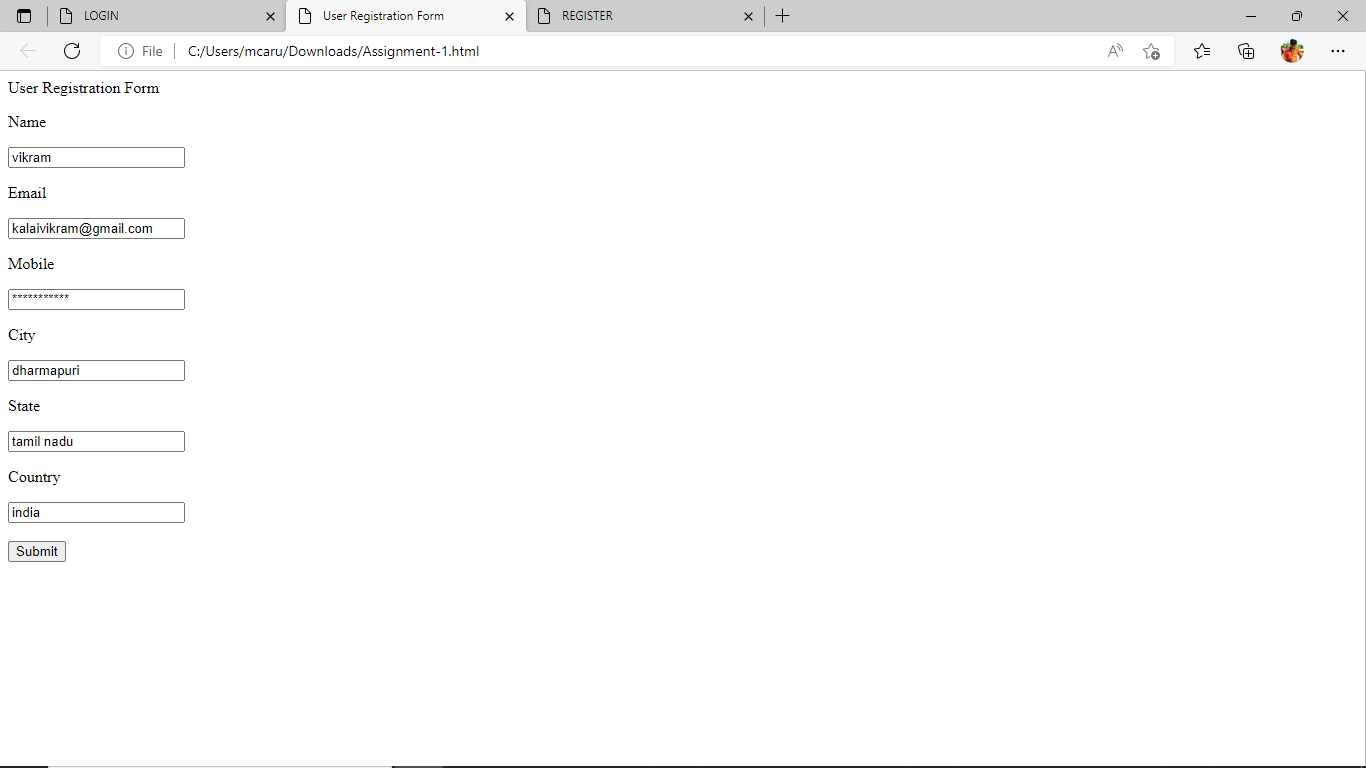 LOGIN
User Registration Form
REGISTER
File
C:/Users/mcaru/Downloads/Assignment-1.html
User Registration Form
Name
vikram
Email
kalaivikram@gmail.com
Mobile
***********
City
dharmapuri
State
tamil nadu
Country
india
Submit